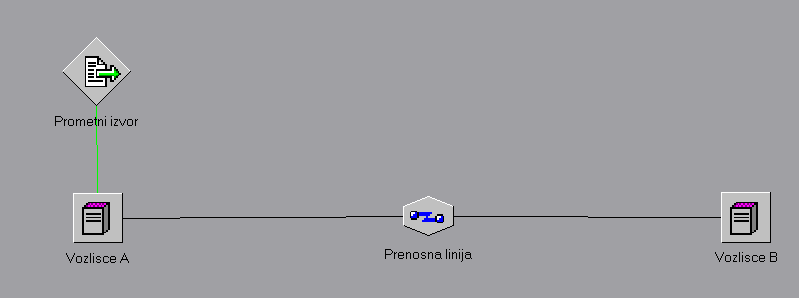 Prometni izvor
Vozlisce A
Prenosna linija
Vozlisce B